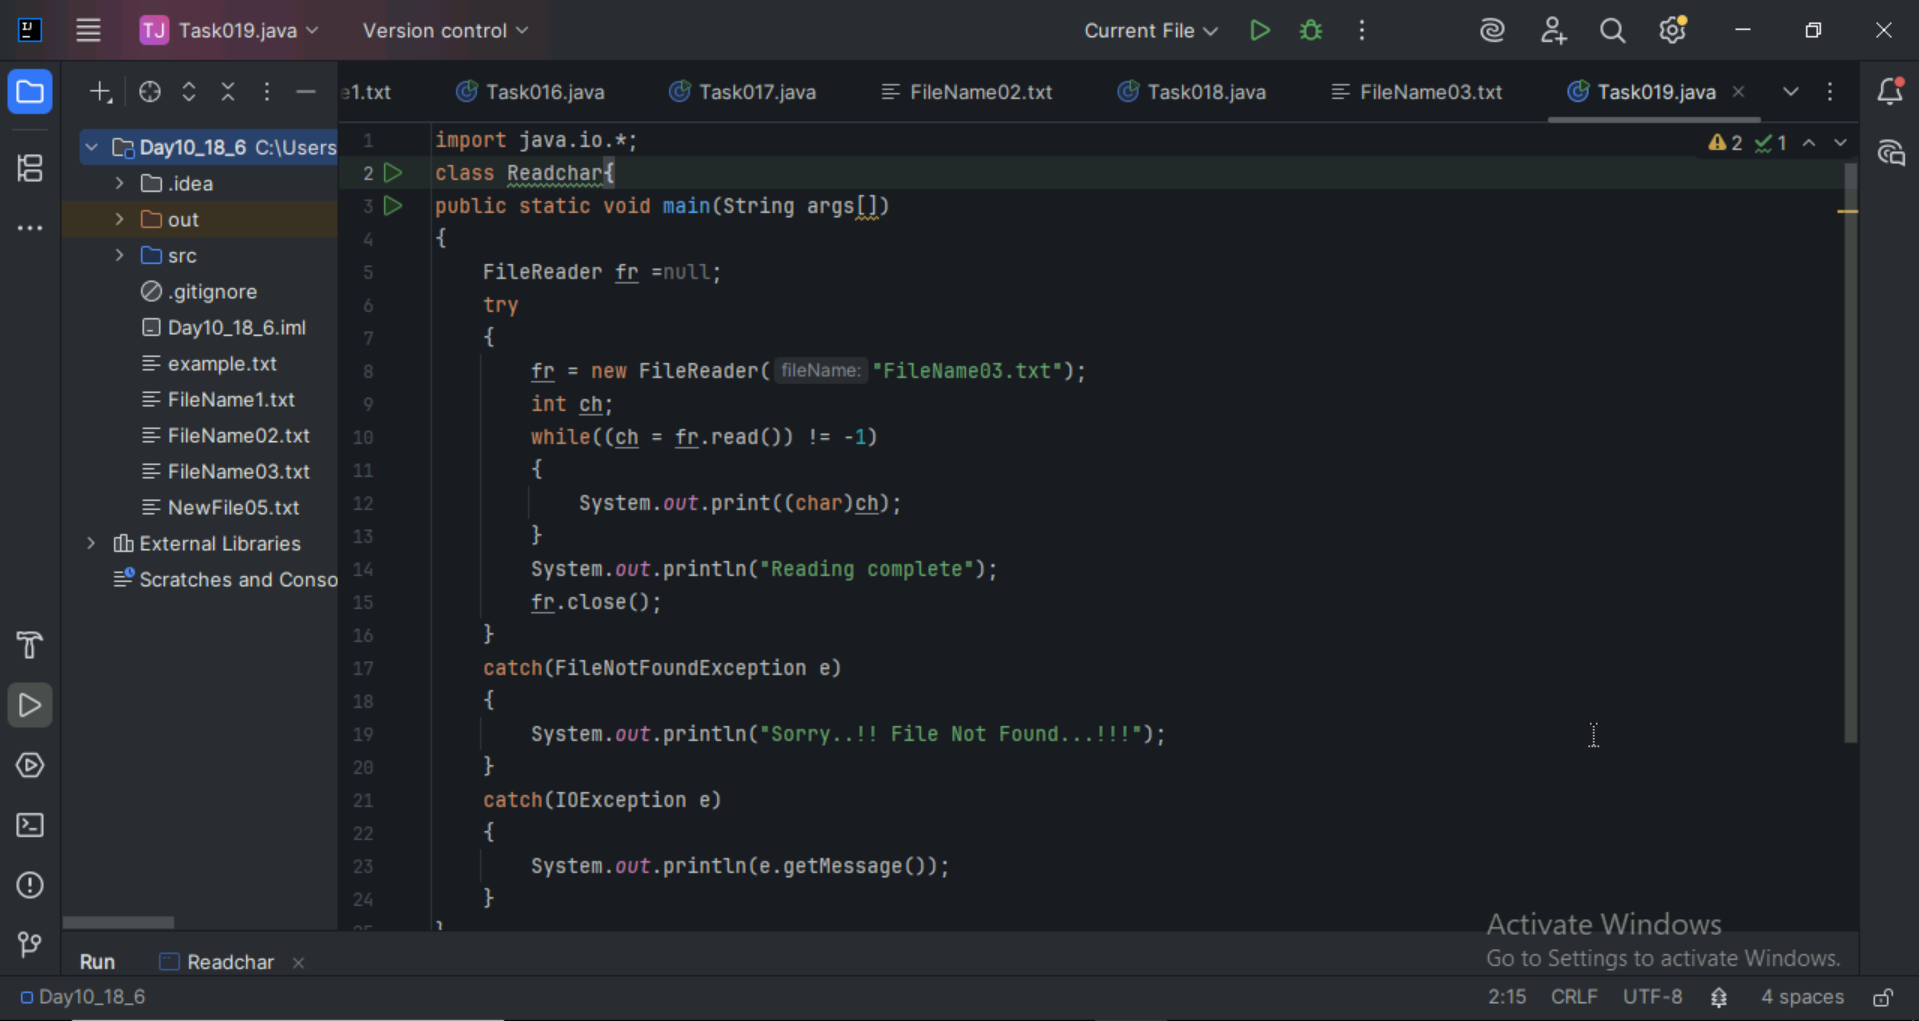 TJ Task019.java Version control Current File
e1.txt Task016.java Task017.java FileName02.txt Task018.java FileName03.txt Task019.java
Day10_18_6 C:\Users
.idea
out
src
.gitignore
Day10_18_6.iml
example.txt
FileName1.txt
FileName02.txt
FileName03.txt
NewFile05.txt
External Libraries
Scratches and Conso
2 1
1 import java.io.*;
2 class Readchar{
3 public static void main(String args[])
4 {
5 FileReader fr =null;
6 try
7 {
8 fr = new FileReader( fileName: "FileName03.txt");
9 int ch;
10 while((ch = fr.read()) != -1)
11 {
12 System.out.print((char)ch);
13 }
14 System.out.println("Reading complete");
15 fr.close();
16 }
17 catch(FileNotFoundException e)
18 {
19 System.out.println("Sorry..!! File Not Found...!!!");
20 }
21 catch(IOException e)
22 {
23 System.out.println(e.getMessage());
24 }
25 }
Activate Windows
Go to Settings to activate Windows.
Run Readchar
Day10_18_6 2:15 CRLF UTF-8 4 spaces